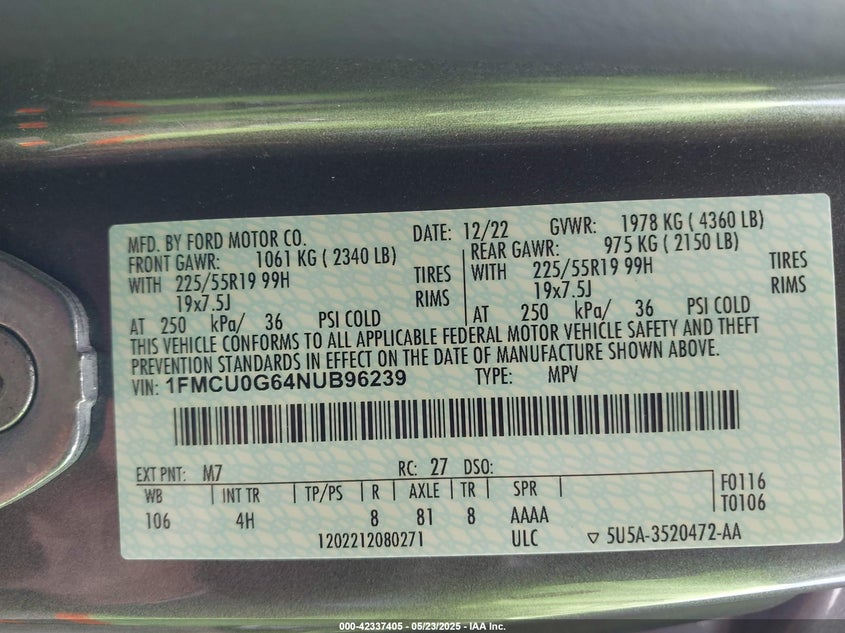 MFD. BY FORD MOTOR CO. DATE: 12/22 GVWR: 1978 KG ( 4360 LB)
FRONT GAWR: 1061 KG ( 2340 LB) REAR GAWR: 975 KG ( 2150 LB)
WITH 225/55R19 99H TIRES WITH 225/55R19 99H TIRES
19x7.5J RIMS 19x7.5J RIMS
AT 250 kPa/ 36 PSI COLD AT 250 kPa/ 36 PSI COLD
THIS VEHICLE CONFORMS TO ALL APPLICABLE FEDERAL MOTOR VEHICLE SAFETY AND THEFT
PREVENTION STANDARDS IN EFFECT ON THE DATE OF MANUFACTURE SHOWN ABOVE.
VIN: 1FMCU0G64NUB96239 TYPE: MPV
EXT PNT: M7 RC: 27 DSO:
WB INT TR TP/PS R AXLE TR SPR F0116
106 4H 8 81 8 AAAA T0106
1202212080271 ULC ▽ 5U5A-3520472-AA
000-42337405 - 05/23/2025 - IAA Inc.